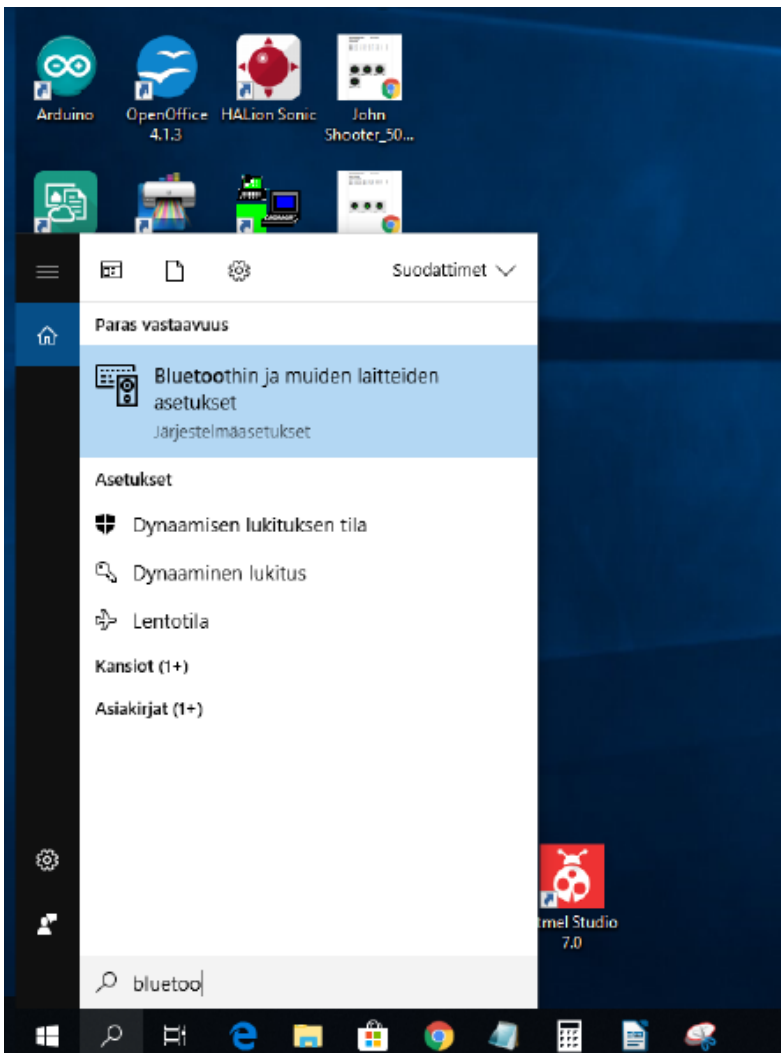 Arduino
OpenOffice
4.1.3
HALion Sonic
John
Shooter_50...
Suodattimet
Paras vastaavuus
Bluetoothin ja muiden laitteiden
asetukset
Järjestelmäasetukset
Asetukset
Dynaamisen lukituksen tila
Dynaaminen lukitus
Lentotila
Kansiot (1+)
Asiakirjat (1+)
tmel Studio
7.0
bluetoo